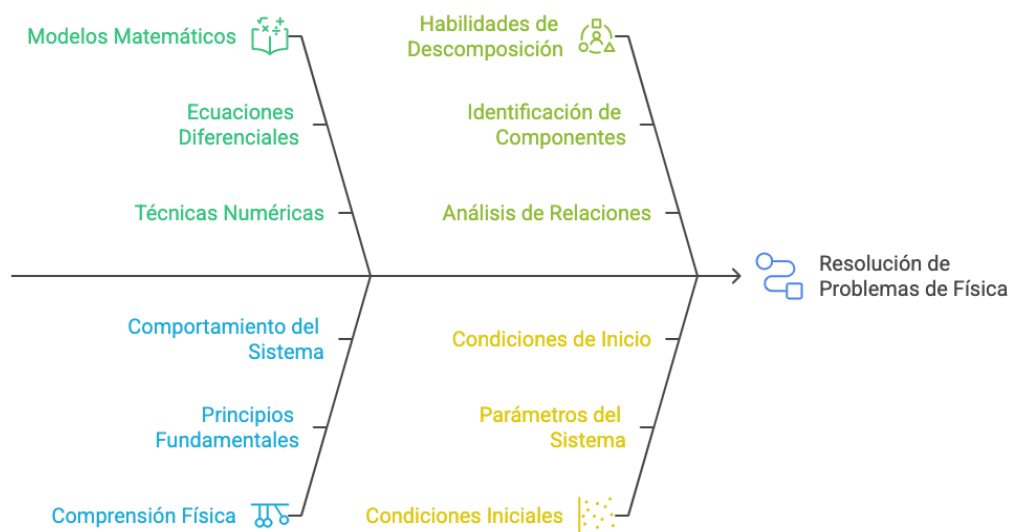 Modelos Matemáticos
Ecuaciones
Diferenciales
Técnicas Numéricas
Habilidades de
Descomposición
Identificación de
Componentes
Análisis de Relaciones
Resolución de
Problemas de Física
Comportamiento del
Sistema
Principios
Fundamentales
Comprensión Física
Condiciones de Inicio
Parámetros del
Sistema
Condiciones Iniciales